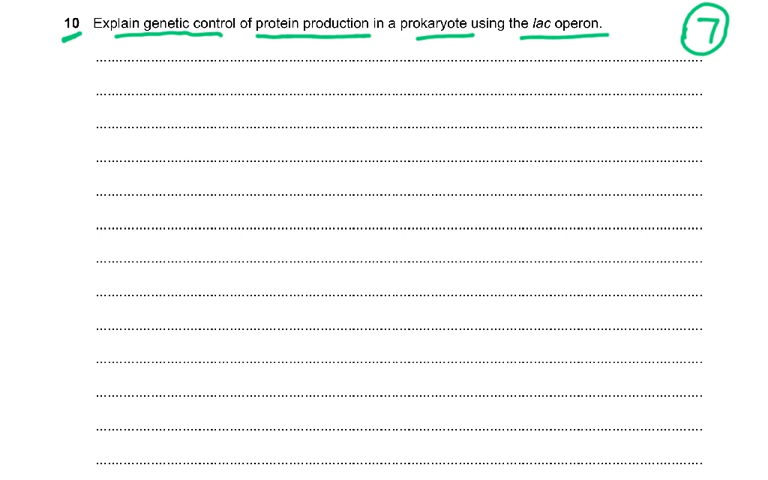 10 Explain genetic control of protein production in a prokaryote using the lac operon.
7